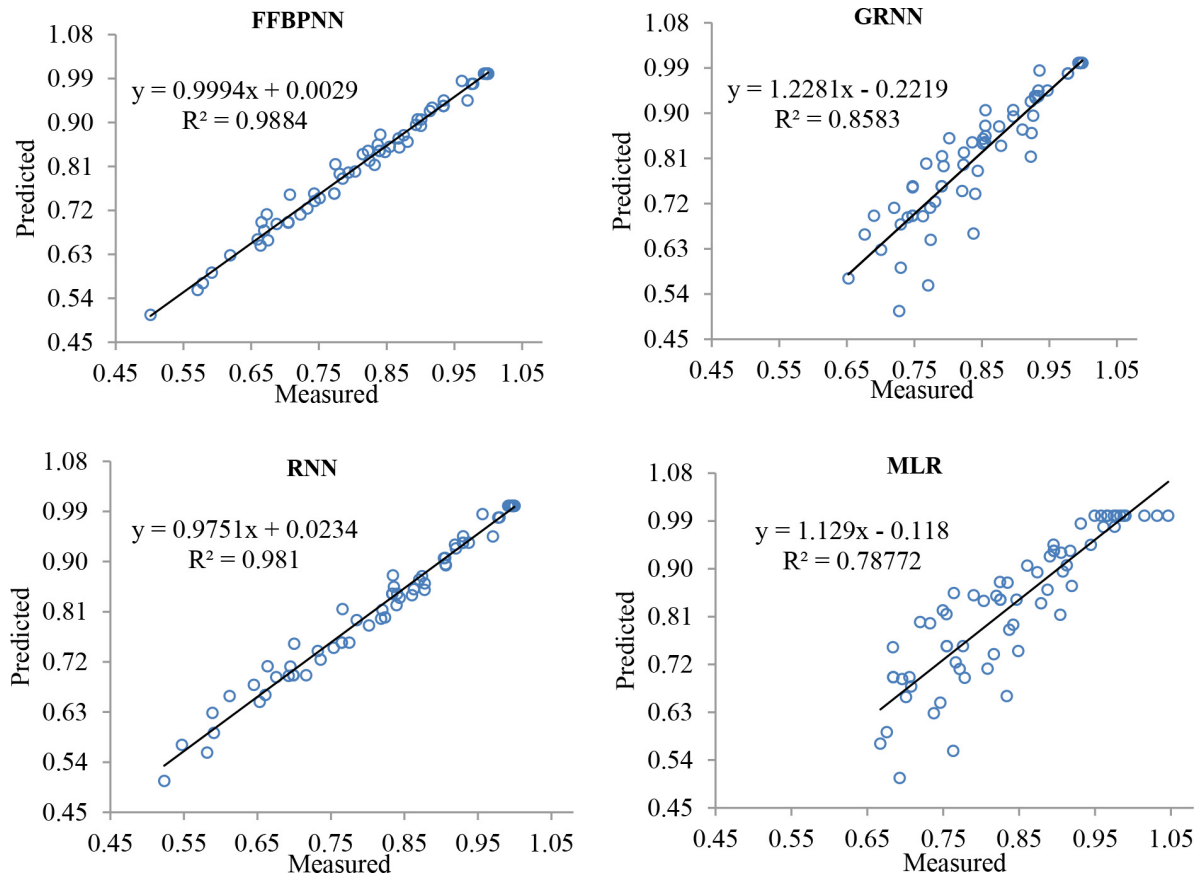 FFBPNN
1.08
0.99
0.90
0.81
0.72
0.63
0.54
0.45
y = 0.9994x + 0.0029
R² = 0.9884
Predicted
0.45 0.55 0.65 0.75 0.85 0.95 1.05
Measured
GRNN
1.08
0.99
0.90
0.81
0.72
0.63
0.54
0.45
y = 1.2281x - 0.2219
R² = 0.8583
Predicted
0.45 0.55 0.65 0.75 0.85 0.95 1.05
Measured
RNN
1.08
0.99
0.90
0.81
0.72
0.63
0.54
0.45
y = 0.9751x + 0.0234
R² = 0.981
Predicted
0.45 0.55 0.65 0.75 0.85 0.95 1.05
Measured
MLR
1.08
0.99
0.90
0.81
0.72
0.63
0.54
0.45
y = 1.129x - 0.118
R² = 0.78772
Predicted
0.45 0.55 0.65 0.75 0.85 0.95 1.05
Measured